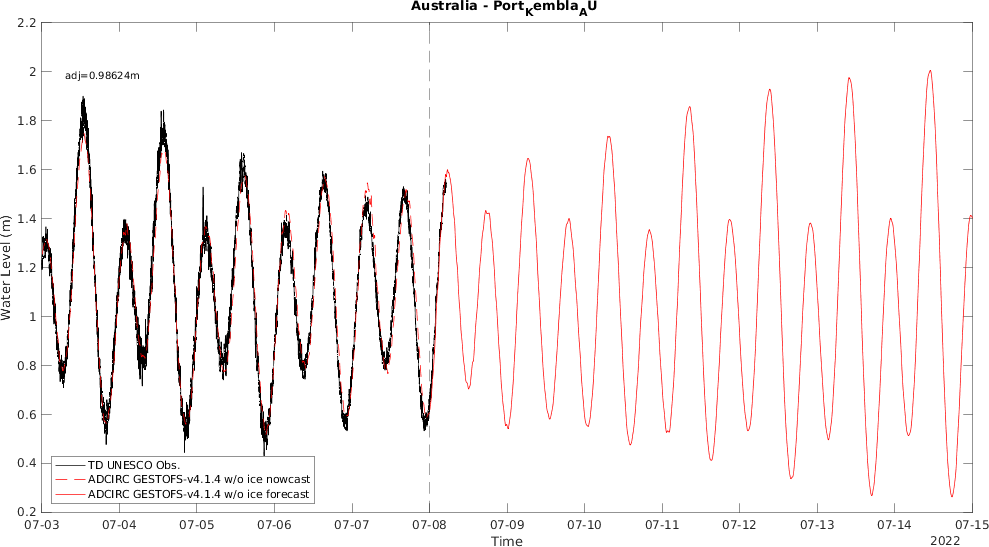 Australia - Port_Kembla_AU
adj=0.98624m
Water Level (m)
2.2
2
1.8
1.6
1.4
1.2
1
0.8
0.6
0.4
0.2
TD UNESCO Obs.
ADCIRC GESTOFS-v4.1.4 w/o ice nowcast
ADCIRC GESTOFS-v4.1.4 w/o ice forecast
07-03 07-04 07-05 07-06 07-07 07-08 07-09 07-10 07-11 07-12 07-13 07-14 07-15
Time
2022